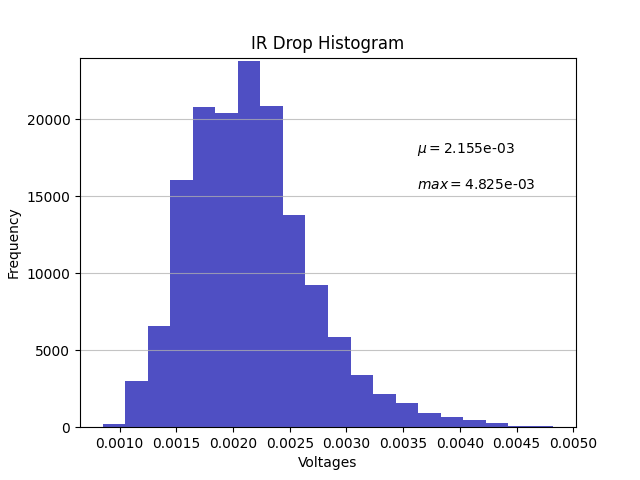 IR Drop Histogram
Frequency
20000
15000
10000
5000
0
μ = 2.155e-03
max = 4.825e-03
0.0010 0.0015 0.0020 0.0025 0.0030 0.0035 0.0040 0.0045 0.0050
Voltages